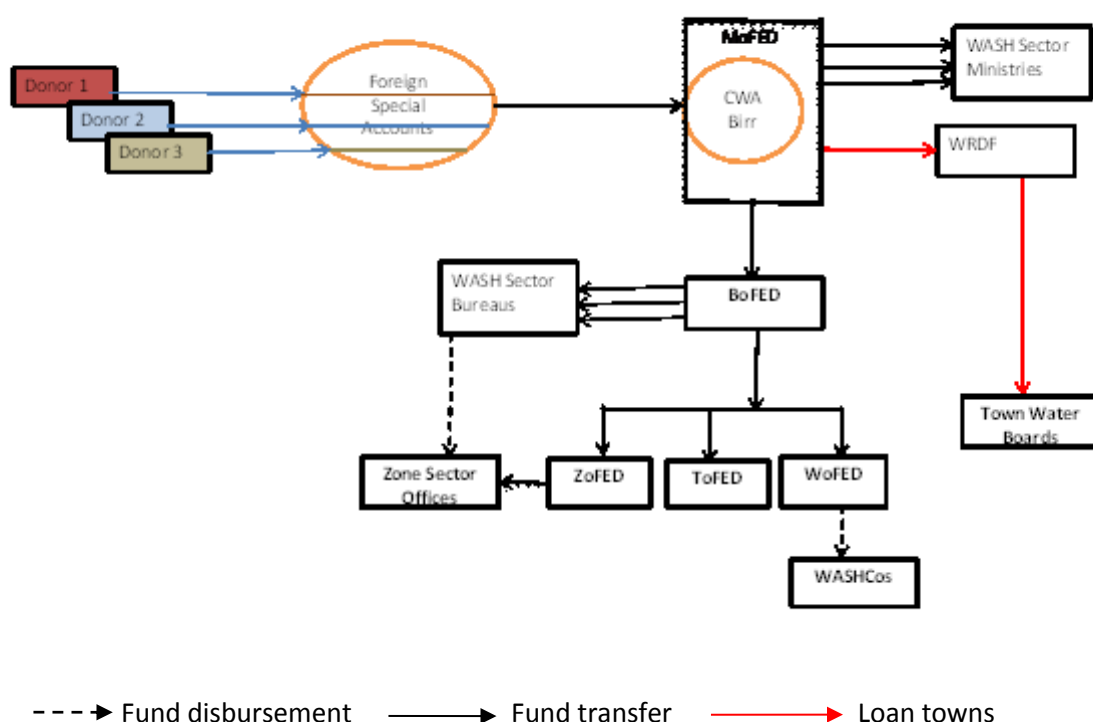 MoFED
WASH Sector
Ministries
Donor 1
Foreign
Special
Accounts
CWA
Birr
Donor 2
Donor 3
WRDF
WASH Sector
Bureaus
BoFED
Town Water
Boards
Zone Sector
Offices
ZoFED
ToFED
WoFED
WASHCos
Fund disbursement
Fund transfer
Loan towns